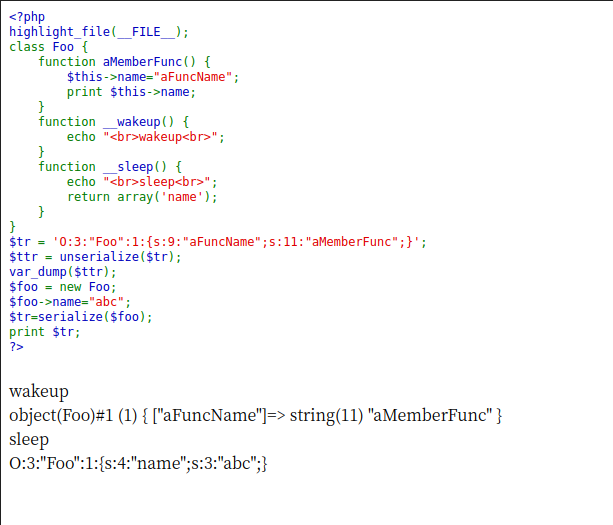 <?php
highlight_file(__FILE__);
class Foo {
    function aMemberFunc() {
        $this->name="aFuncName";
        print $this->name;
    }
    function __wakeup() {
        echo "<br>wakeup<br>";
    }
    function __sleep() {
        echo "<br>sleep<br>";
        return array('name');
    }
}
$tr = 'O:3:"Foo":1:{s:9:"aFuncName";s:11:"aMemberFunc";}';
$ttr = unserialize($tr);
var_dump($ttr);
$foo = new Foo;
$foo->name="abc";
$tr=serialize($foo);
print $tr;
?>
wakeup
object(Foo)#1 (1) { ["aFuncName"]=> string(11) "aMemberFunc" }
sleep
O:3:"Foo":1:{s:4:"name";s:3:"abc";}